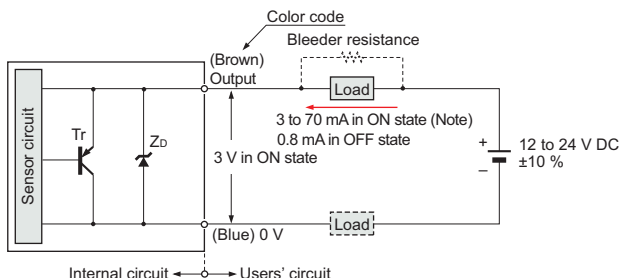 Color code
Bleeder resistance
(Brown)
Output
Load
Sensor circuit
Tr
ZD
3 to 70 mA in ON state (Note)
0.8 mA in OFF state
3 V in ON state
+
−
12 to 24 V DC
±10 %
(Blue) 0 V
Load
Internal circuit
Users' circuit